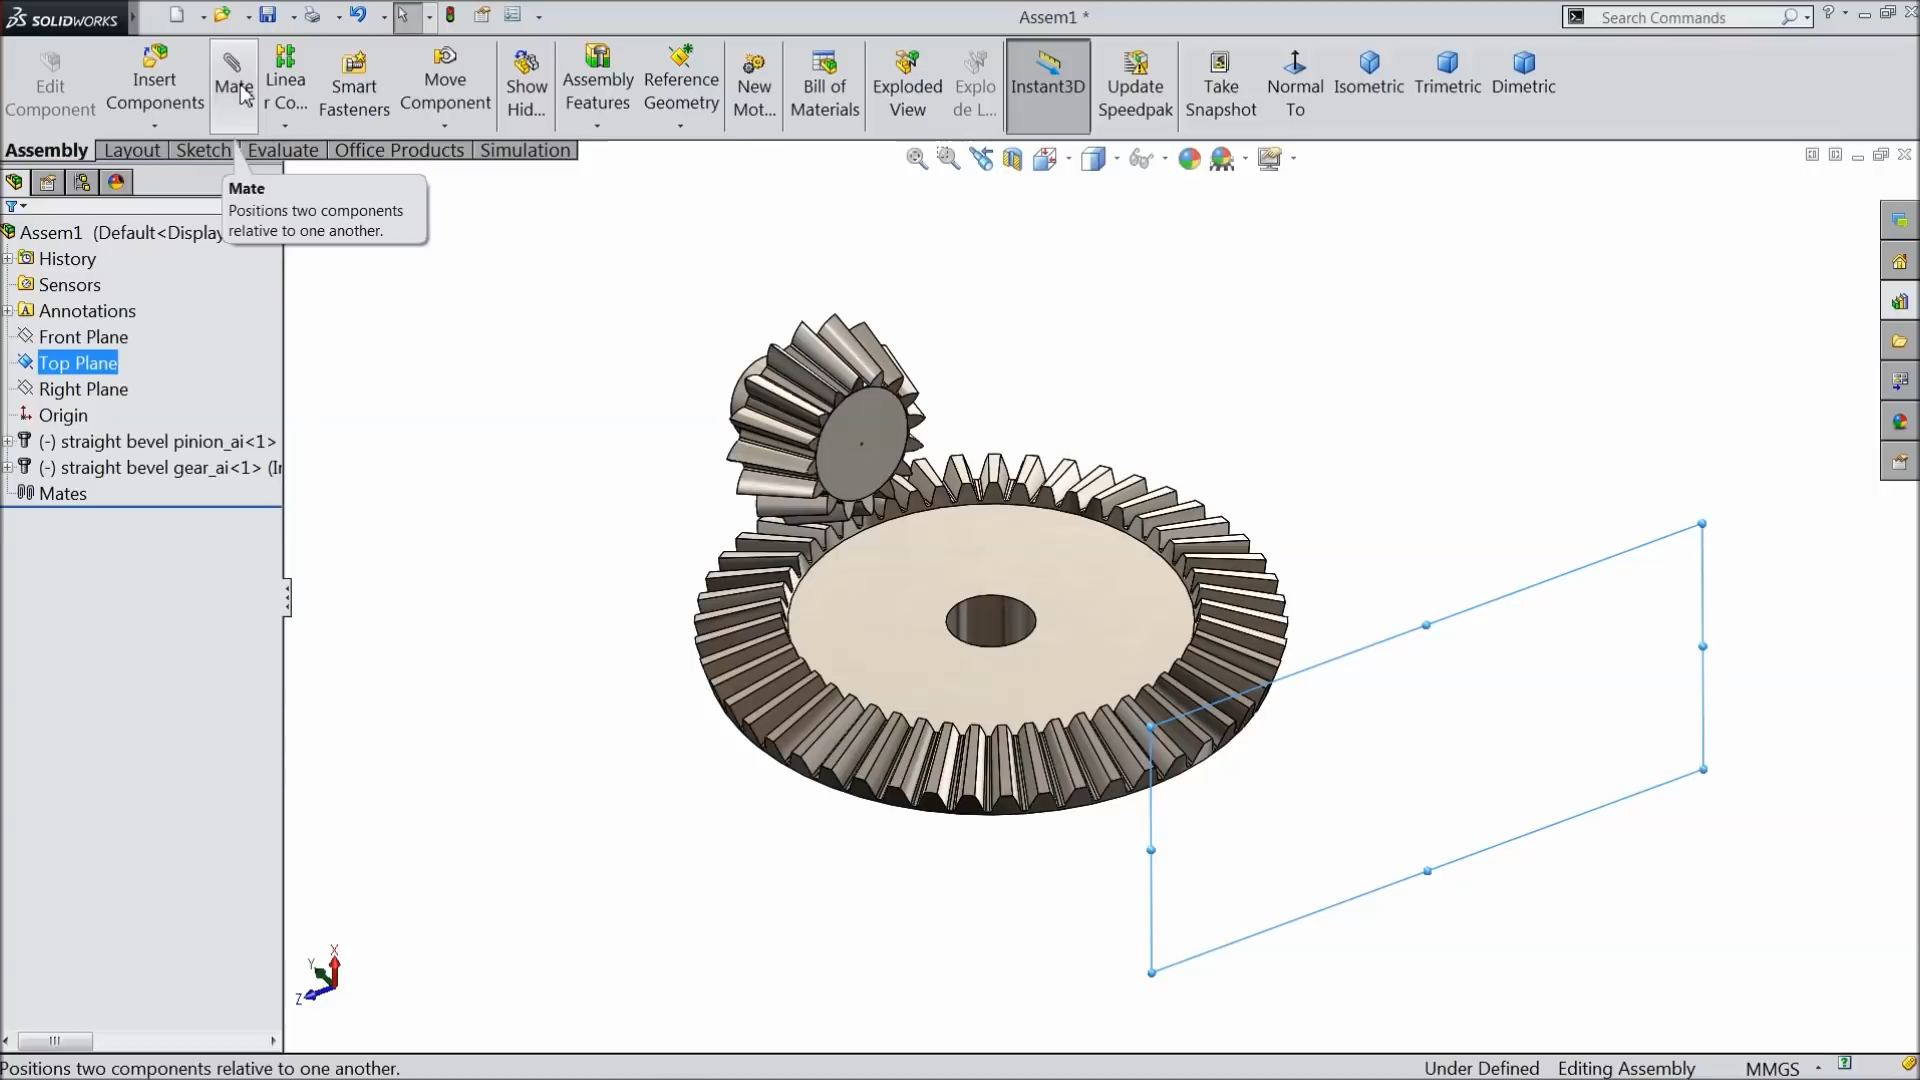 SOLIDWORKS
Assem1 *
Search Commands
Edit
Component
Insert
Components
Mate
Linea
r Co...
Smart
Fasteners
Move
Component
Show
Hid...
Assembly
Features
Reference
Geometry
New
Mot...
Bill of
Materials
Exploded
View
Explo
de L...
Instant3D
Update
Speedpak
Take
Snapshot
Normal
To
Isometric
Trimetric
Dimetric
Assembly
Layout
Sketch
Evaluate
Office Products
Simulation
Mate
Positions two components
relative to one another.
Assem1 (Default<Display
History
Sensors
Annotations
Front Plane
Top Plane
Right Plane
Origin
(-) straight bevel pinion_ai<1>
(-) straight bevel gear_ai<1> (I
Mates
X
Y
Z
Positions two components relative to one another.
Under Defined
Editing Assembly
MMGS